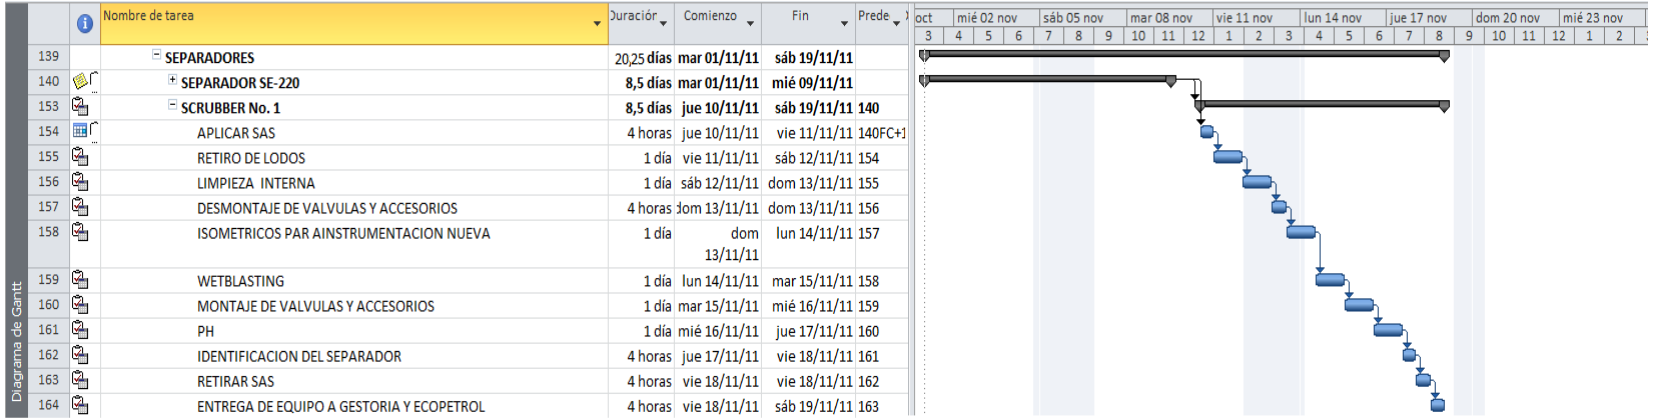 Nombre de tarea Duración Comienzo Fin Prede
oct mié 02 nov sáb 05 nov mar 08 nov vie 11 nov lun 14 nov jue 17 nov dom 20 nov mié 23 nov
3 4 5 6 7 8 9 10 11 12 1 2 3 4 5 6 7 8 9 10 11 12 1 2
139 SEPARADORES 20,25 días mar 01/11/11 sáb 19/11/11
140 SEPARADOR SE-220 8,5 días mar 01/11/11 mié 09/11/11
153 SCRUBBER No. 1 8,5 días jue 10/11/11 sáb 19/11/11 140
154 APLICAR SAS 4 horas jue 10/11/11 vie 11/11/11 140FC+1
155 RETIRO DE LODOS 1 día vie 11/11/11 sáb 12/11/11 154
156 LIMPIEZA INTERNA 1 día sáb 12/11/11 dom 13/11/11 155
157 DESMONTAJE DE VALVULAS Y ACCESORIOS 4 horas dom 13/11/11 dom 13/11/11 156
158 ISOMETRICOS PAR AINSTRUMENTACION NUEVA 1 día dom lun 14/11/11 157
13/11/11
159 WETBLASTING 1 día lun 14/11/11 mar 15/11/11 158
160 MONTAJE DE VALVULAS Y ACCESORIOS 1 día mar 15/11/11 mié 16/11/11 159
161 PH 1 día mié 16/11/11 jue 17/11/11 160
162 IDENTIFICACION DEL SEPARADOR 4 horas jue 17/11/11 vie 18/11/11 161
163 RETIRAR SAS 4 horas vie 18/11/11 vie 18/11/11 162
164 ENTREGA DE EQUIPO A GESTORIA Y ECOPETROL 4 horas vie 18/11/11 sáb 19/11/11 163
Diagrama de Gantt